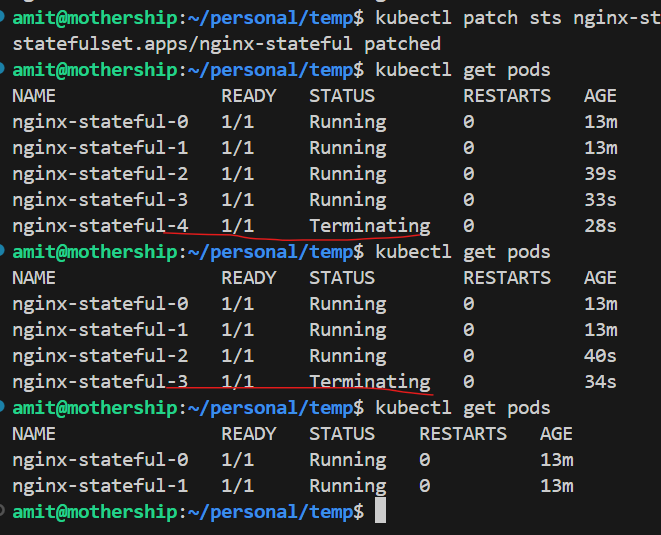 amit@mothership:~/personal/temp$ kubectl patch sts nginx-st
statefulset.apps/nginx-stateful patched
amit@mothership:~/personal/temp$ kubectl get pods
NAME READY STATUS RESTARTS AGE
nginx-stateful-0 1/1 Running 0 13m
nginx-stateful-1 1/1 Running 0 13m
nginx-stateful-2 1/1 Running 0 39s
nginx-stateful-3 1/1 Running 0 33s
nginx-stateful-4 1/1 Terminating 0 28s
amit@mothership:~/personal/temp$ kubectl get pods
NAME READY STATUS RESTARTS AGE
nginx-stateful-0 1/1 Running 0 13m
nginx-stateful-1 1/1 Running 0 13m
nginx-stateful-2 1/1 Running 0 40s
nginx-stateful-3 1/1 Terminating 0 34s
amit@mothership:~/personal/temp$ kubectl get pods
NAME READY STATUS RESTARTS AGE
nginx-stateful-0 1/1 Running 0 13m
nginx-stateful-1 1/1 Running 0 13m
amit@mothership:~/personal/temp$